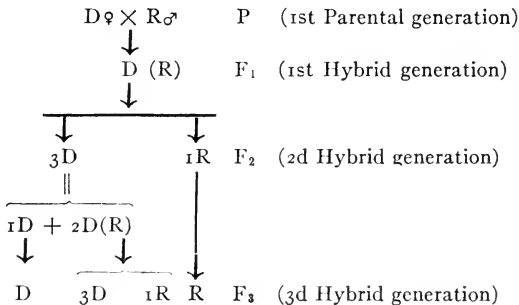 D♀ × R♂ P (1st Parental generation)
D (R) F₁ (1st Hybrid generation)
3D 1R F₂ (2d Hybrid generation)
1D + 2D(R)
D 3D 1R R F₃ (3d Hybrid generation)